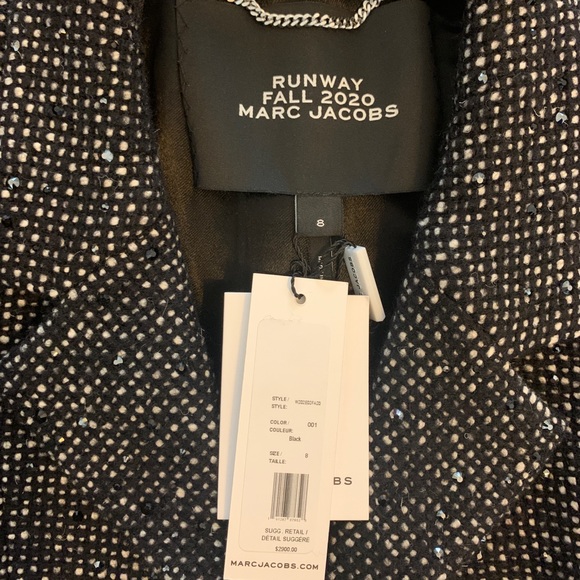 RUNWAY
FALL 2020
MARC JACOBS
8
STYLE /
STYLE:
COLOR /
COULEUR:
001
Black
SIZE /
TAILLE:
8
BS
SUGG. RETAIL /
DETAIL SUGGERE
$2900.00
MARCJACOBS.COM